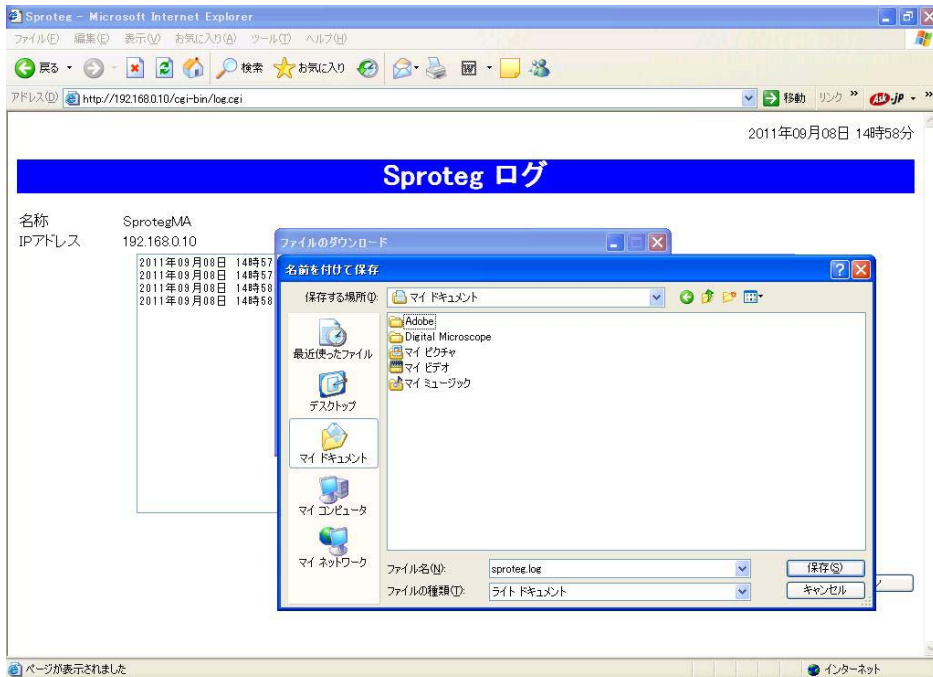 Sproteg - Microsoft Internet Explorer
ファイル(F) 編集(E) 表示(V) お気に入り(A) ツール(T) ヘルプ(H)
戻る 検索 お気に入り
アドレス(D) http://192.168.0.10/cgi-bin/log.cgi 移動 リンク » .jp »
2011年09月08日 14時58分
Sproteg ログ
名称 SprotegMA
IPアドレス 192.168.0.10
2011年09月08日 14時57
2011年09月08日 14時57
2011年09月08日 14時58
2011年09月08日 14時58
ファイルのダウンロード
名前を付けて保存
保存する場所(I): マイ ドキュメント
最近使ったファイル
デスクトップ
マイ ドキュメント
マイ コンピュータ
マイ ネットワーク
Adobe
Digital Microscope
マイ ピクチャ
マイ ビデオ
マイ ミュージック
ファイル名(N): sproteg.log 保存(S)
ファイルの種類(T): ライト ドキュメント キャンセル
ページが表示されました インターネット